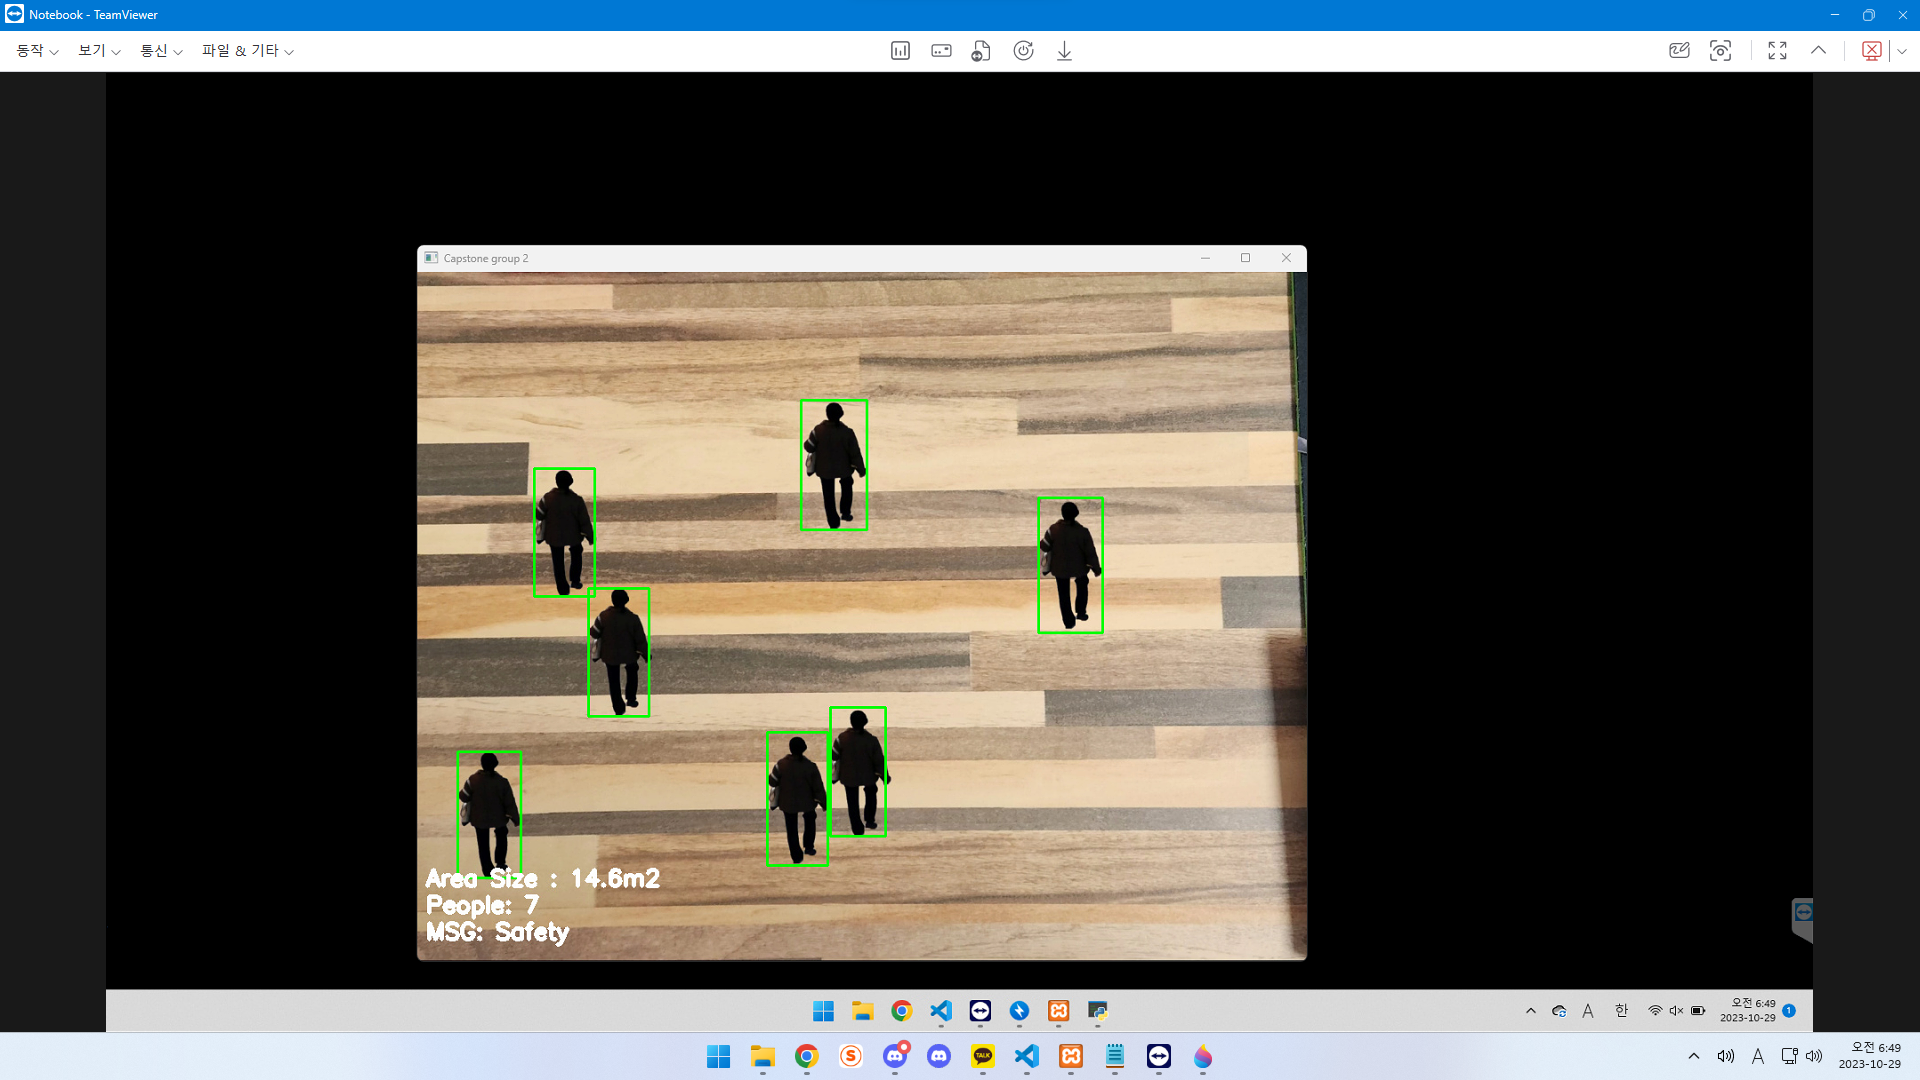 Notebook - TeamViewer
동작 보기 통신 파일 & 기타
Capstone group 2
Area Size : 14.6m2
People: 7
MSG: Safety
A 한 오전 6:49
2023-10-29 1
S TALK A 오전 6:49
2023-10-29